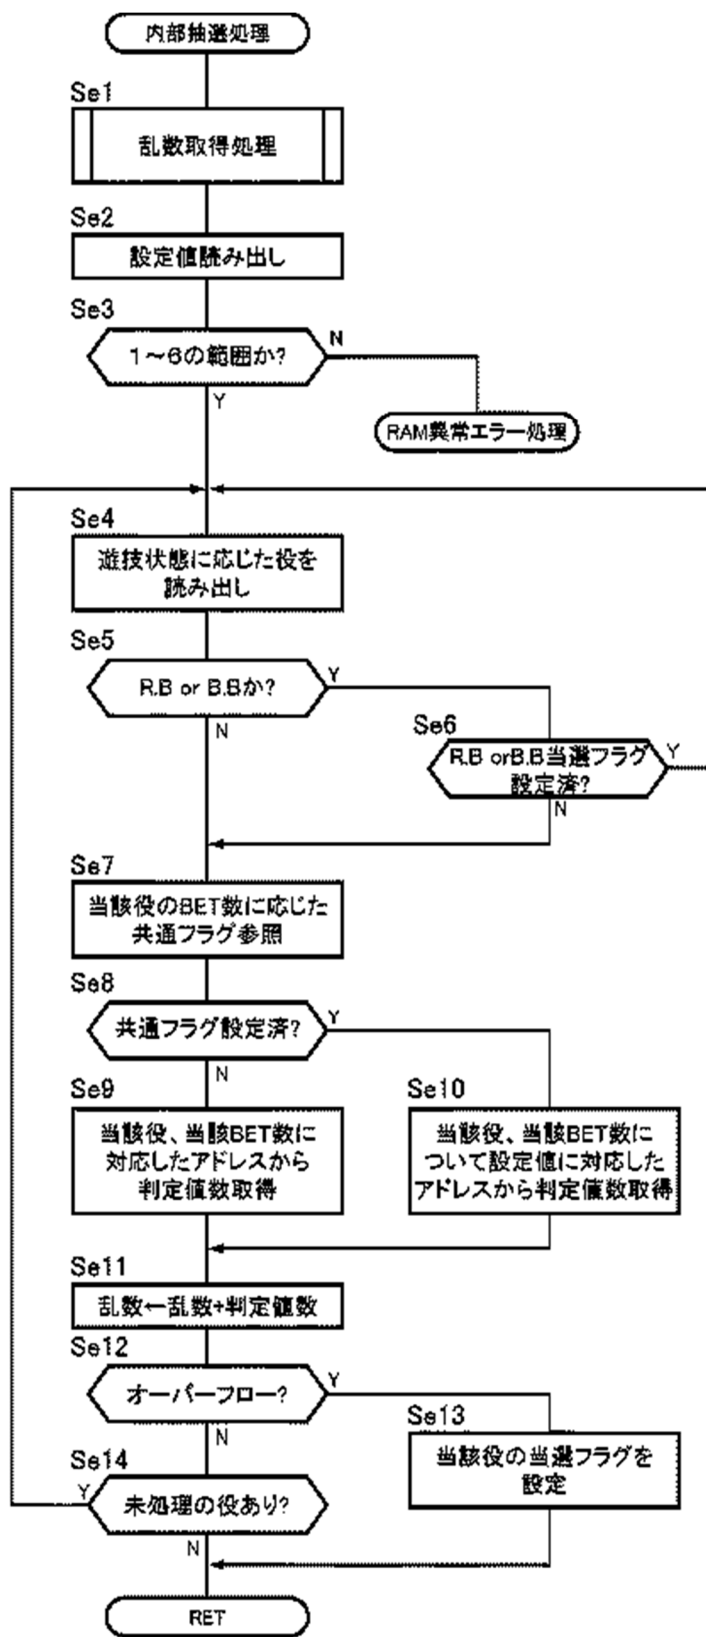 内部抽選処理
Se1
乱数取得処理
Se2
設定値読み出し
Se3
1～6の範囲か?
N
Y
RAM異常エラー処理
Se4
遊技状態に応じた役を
読み出し
Se5
R.B or B.Bか?
Y
N
Se6
R.B orB.B当選フラグ
設定済?
Y
N
Se7
当該役のBET数に応じた
共通フラグ参照
Se8
共通フラグ設定済?
Y
N
Se9
当該役、当該BET数に
対応したアドレスから
判定値数取得
Se10
当該役、当該BET数に
ついて設定値に対応した
アドレスから判定値数取得
Se11
乱数←乱数+判定値数
Se12
オーバーフロー?
Y
N
Se13
当該役の当選フラグを
設定
Se14
Y
未処理の役あり?
N
RET